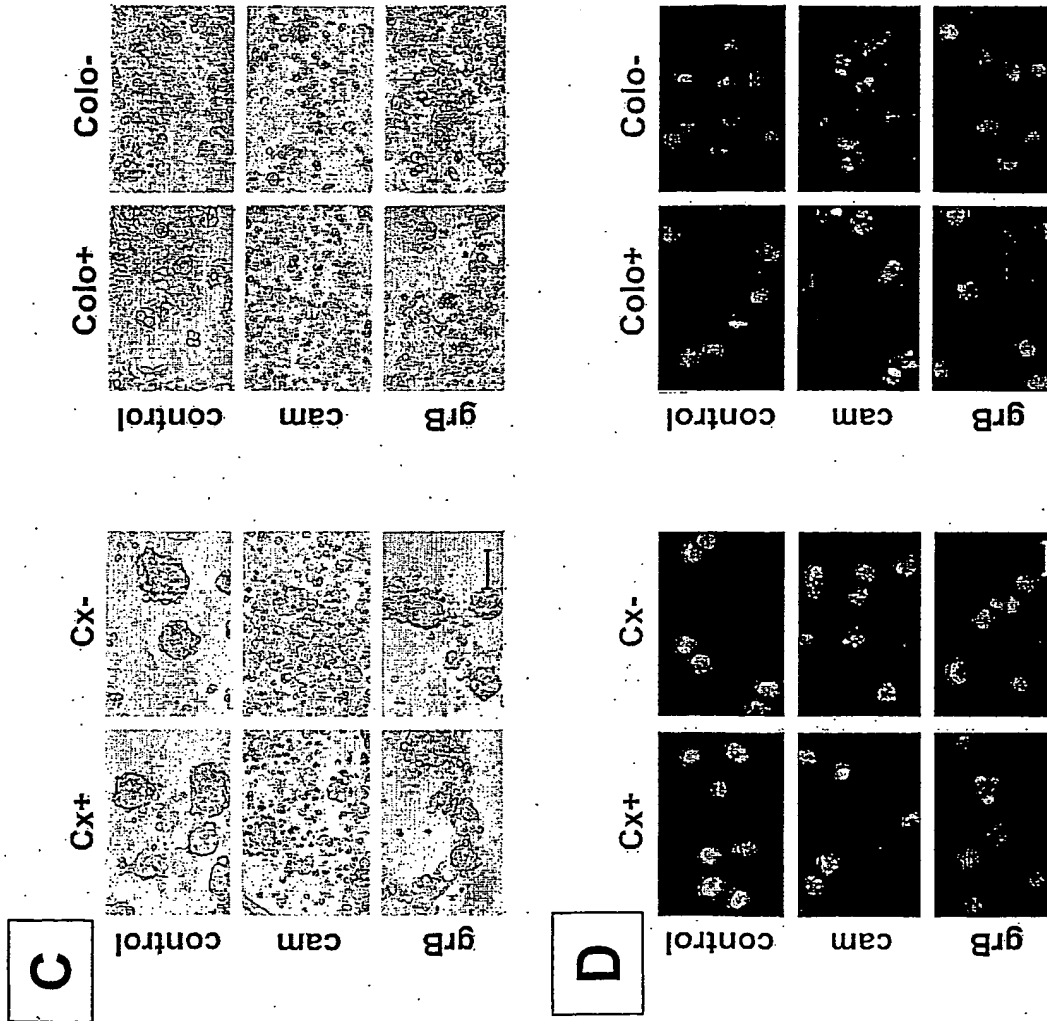 C
Cx+ Cx- Colo+ Colo-
control control
cam cam
grB grB
D
Cx+ Cx- Colo+ Colo-
control control
cam cam
grB grB